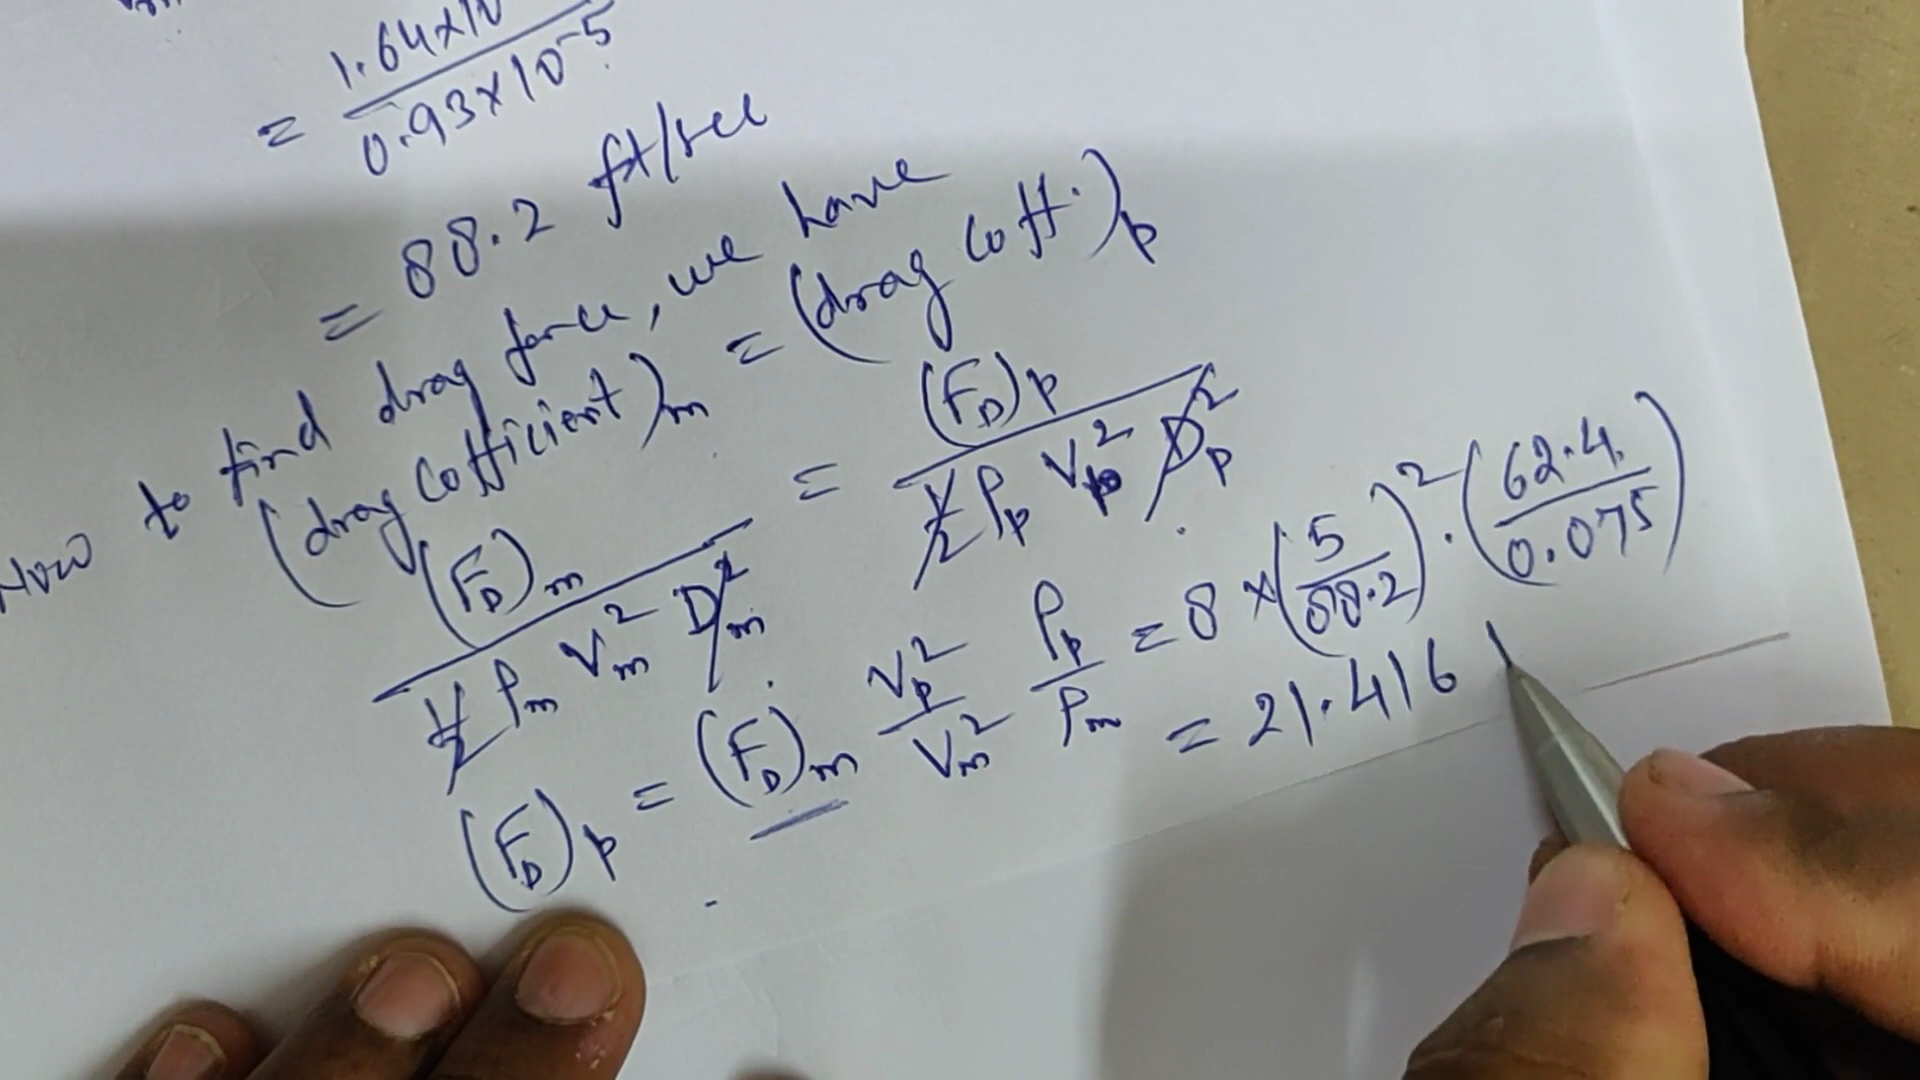 = 1.64×10 / 0.93×10^-5
= 88.2 ft/sec
Now to find drag force, we have
(drag cofficient)m = (drag coff.)p
(FD)m / ½ ρm Vm² Dm² = (FD)p / ½ ρp Vp² Dp²
(FD)p = (FD)m Vp²/Vm² ρp/ρm = 8 × (5/88.2)² . (62.4/0.075)
= 21.416